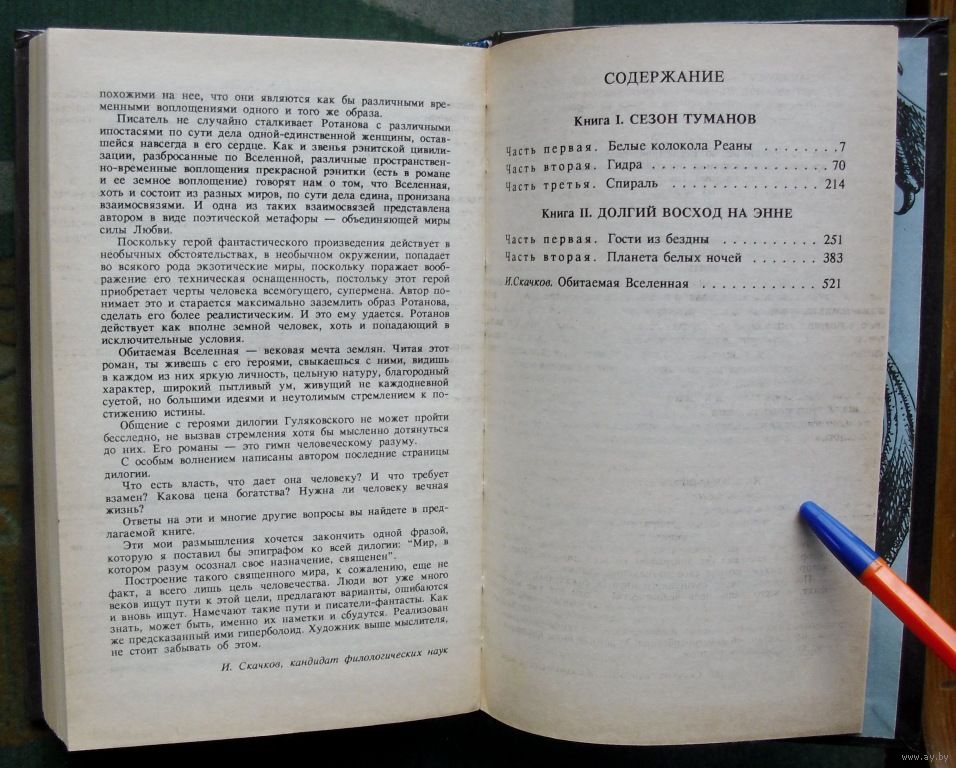 похожими на нее, что они являются как бы различными вре-
менными воплощениями одного и того же образа.
Писатель не случайно сталкивает Ротанова с различными
ипостасями по сути дела одной-единственной женщины, остав-
шейся навсегда в его сердце. Как и звенья рэнитской цивили-
зации, разбросанные по Вселенной, различные пространствен-
но-временные воплощения прекрасной рэнитки (есть в романе
и ее земное воплощение) говорят нам о том, что Вселенная,
хоть и состоит из разных миров, по сути дела едина, пронизана
взаимосвязями. И одна из таких взаимосвязей представлена
автором в виде поэтической метафоры — объединяющей миры
силы Любви.
Поскольку герой фантастического произведения действует в
необычных обстоятельствах, в необычном окружении, попадает
во всякого рода экзотические миры, поскольку поражает вооб-
ражение его техническая оснащенность, постольку этот герой
приобретает черты человека всемогущего, супермена. Автор по-
нимает это и старается максимально заземлить образ Ротанова,
сделать его более реалистическим. И это ему удается. Ротанов
действует как вполне земной человек, хоть и попадающий в
исключительные условия.
Обитаемая Вселенная — вековая мечта землян. Читая этот
роман, ты живешь с его героями, свыкаешься с ними, видишь
в каждом из них яркую личность, цельную натуру, благородный
характер, широкий пытливый ум, живущий не каждодневной
суетой, но большими идеями и неутолимым стремлением к по-
стижению истины.
Общение с героями дилогии Гуляковского не может пройти
бесследно, не вызвав стремления хотя бы мысленно дотянуться
до них. Его романы — это гимн человеческому разуму.
С особым волнением написаны автором последние страницы
дилогии.
Что есть власть, что дает она человеку? И что требует
взамен? Какова цена богатства? Нужна ли человеку вечная
жизнь?
Ответы на эти и многие другие вопросы вы найдете в пред-
лагаемой книге.
Эти мои размышления хочется закончить одной фразой,
которую я поставил бы эпиграфом ко всей дилогии: "Мир, в
котором разум осознал свое назначение, священен".
Построение такого священного мира, к сожалению, еще не
факт, а всего лишь цель человечества. Люди вот уже много
веков ищут пути к этой цели, предлагают варианты, ошибаются
и вновь ищут. Намечают такие пути и писатели-фантасты. Как
знать, может быть, именно их наметки и сбудутся. Реализован
же предсказанный ими гиперболоид. Художник выше мыслителя,
не стоит забывать об этом.
И. Скачков, кандидат филологических наук
СОДЕРЖАНИЕ
Книга I. СЕЗОН ТУМАНОВ
Часть первая. Белые колокола Реаны . . . . . . . . 7
Часть вторая. Гидра . . . . . . . . . . . . . . . 70
Часть третья. Спираль . . . . . . . . . . . . . 214
Книга II. ДОЛГИЙ ВОСХОД НА ЭННЕ
Часть первая. Гости из бездны . . . . . . . . . . 251
Часть вторая. Планета белых ночей . . . . . . . 383
И.Скачков. Обитаемая Вселенная . . . . . . . . . . . . 521
www.ay.by